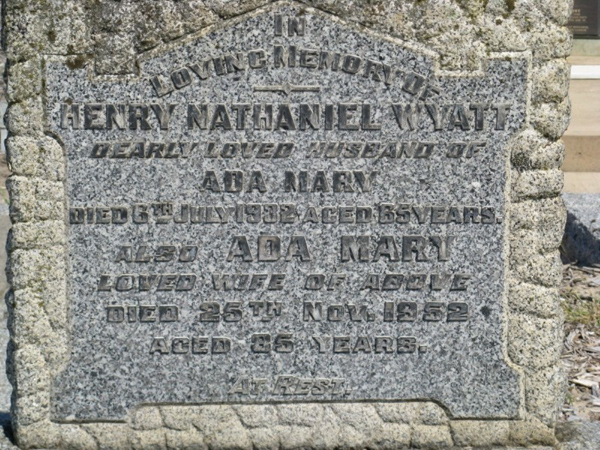 IN
LOVING MEMORY OF
HENRY NATHANIEL WYATT
DEARLY LOVED HUSBAND OF
ADA MARY
DIED 6TH JULY 1932 AGED 65 YEARS.
ALSO ADA MARY
LOVED WIFE OF ABOVE
DIED 25TH NOV. 1952
AGED 85 YEARS.
AT REST.